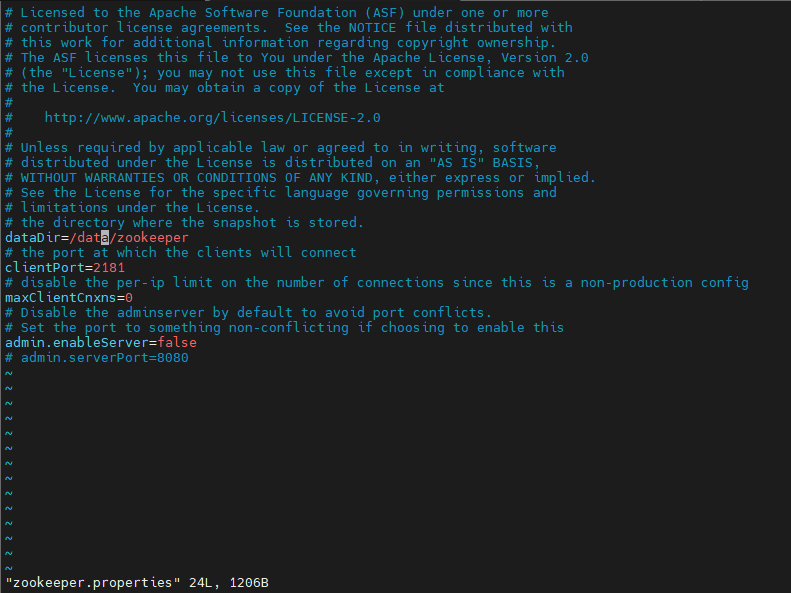 # Licensed to the Apache Software Foundation (ASF) under one or more
# contributor license agreements.  See the NOTICE file distributed with
# this work for additional information regarding copyright ownership.
# The ASF licenses this file to You under the Apache License, Version 2.0
# (the "License"); you may not use this file except in compliance with
# the License.  You may obtain a copy of the License at
#
#    http://www.apache.org/licenses/LICENSE-2.0
#
# Unless required by applicable law or agreed to in writing, software
# distributed under the License is distributed on an "AS IS" BASIS,
# WITHOUT WARRANTIES OR CONDITIONS OF ANY KIND, either express or implied.
# See the License for the specific language governing permissions and
# limitations under the License.
# the directory where the snapshot is stored.
dataDir=/data/zookeeper
# the port at which the clients will connect
clientPort=2181
# disable the per-ip limit on the number of connections since this is a non-production config
maxClientCnxns=0
# Disable the adminserver by default to avoid port conflicts.
# Set the port to something non-conflicting if choosing to enable this
admin.enableServer=false
# admin.serverPort=8080
~
~
~
~
~
~
~
~
~
~
~
~
~
~
"zookeeper.properties" 24L, 1206B